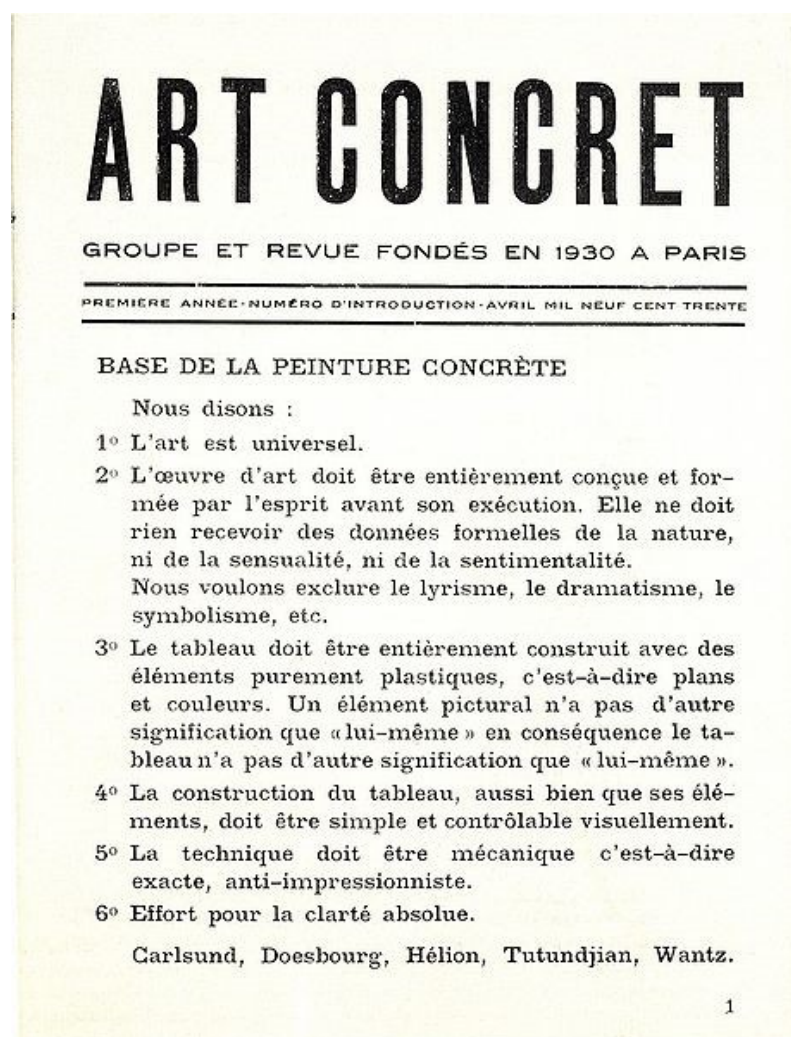 ART CONCRET
GROUPE ET REVUE FONDÉS EN 1930 A PARIS
PREMIÈRE ANNÉE-NUMÉRO D'INTRODUCTION-AVRIL MIL NEUF CENT TRENTE
BASE DE LA PEINTURE CONCRÈTE
Nous disons :
1º L'art est universel.
2º L'œuvre d'art doit être entièrement conçue et for-
mée par l'esprit avant son exécution. Elle ne doit
rien recevoir des données formelles de la nature,
ni de la sensualité, ni de la sentimentalité.
Nous voulons exclure le lyrisme, le dramatisme, le
symbolisme, etc.
3º Le tableau doit être entièrement construit avec des
éléments purement plastiques, c'est-à-dire plans
et couleurs. Un élément pictural n'a pas d'autre
signification que « lui-même » en conséquence le ta-
bleau n'a pas d'autre signification que « lui-même ».
4º La construction du tableau, aussi bien que ses élé-
ments, doit être simple et contrôlable visuellement.
5º La technique doit être mécanique c'est-à-dire
exacte, anti-impressionniste.
6º Effort pour la clarté absolue.
Carlsund, Doesbourg, Hélion, Tutundjian, Wantz.
1